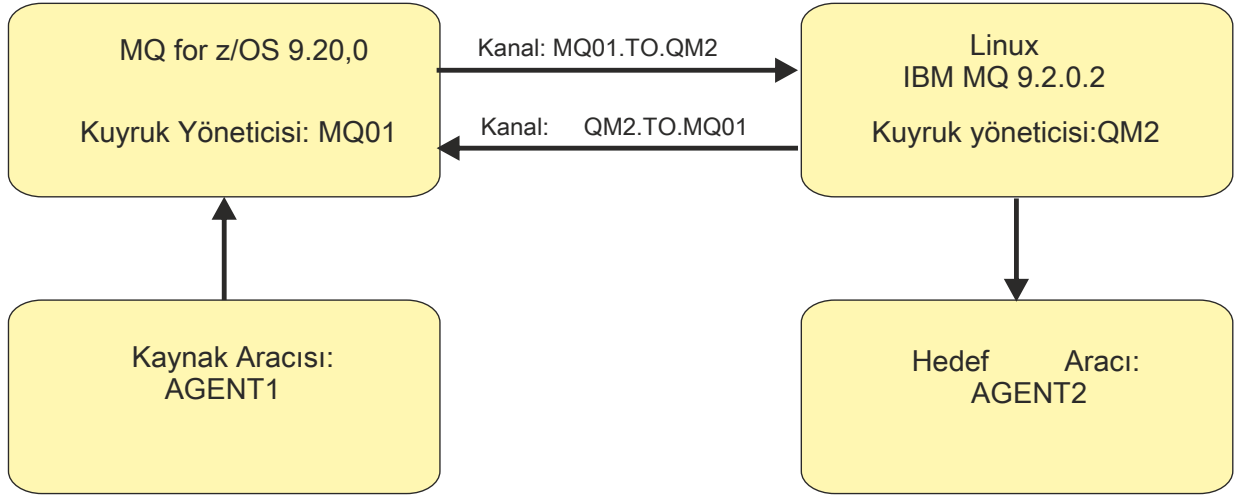 MQ for z/OS 9.20,0
Kuyruk Yöneticisi: MQ01
Kanal: MQ01.TO.QM2
Kanal: QM2.TO.MQ01
Linux
IBM MQ 9.2.0.2
Kuyruk yöneticisi:QM2
Kaynak Aracısı:
AGENT1
Hedef Aracı:
AGENT2